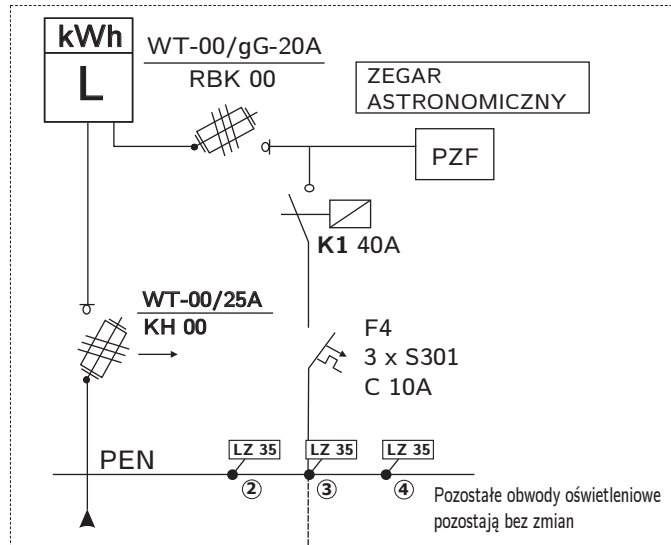 kWh
L
WT-00/gG-20A
RBK 00
ZEGAR
ASTRONOMICZNY
PZF
K1 40A
WT-00/25A
KH 00
F4
3 x S301
C 10A
PEN
LZ 35
LZ 35
LZ 35
2
3
4
Pozostałe obwody oświetleniowe
pozostają bez zmian